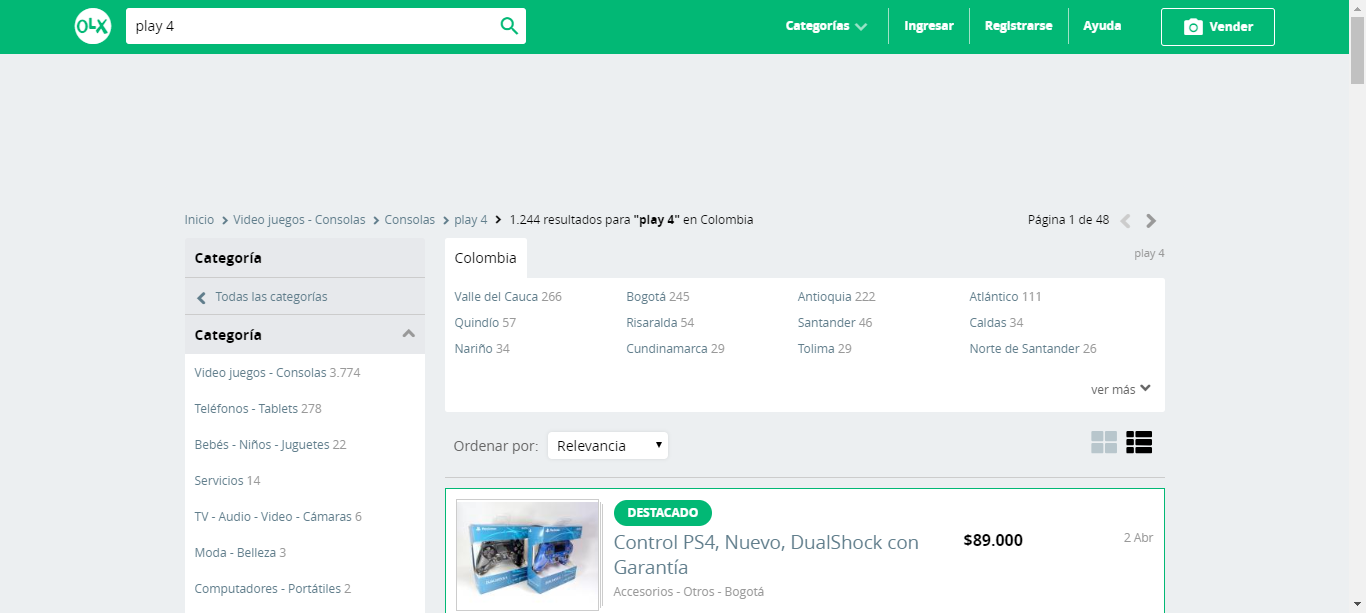 OLX play 4 Categorías Ingresar Registrarse Ayuda Vender
Inicio Video juegos - Consolas Consolas play 4 1.244 resultados para "play 4" en Colombia Página 1 de 48
Categoría
Todas las categorías
Categoría
Video juegos - Consolas 3.774
Teléfonos - Tablets 278
Bebés - Niños - Juguetes 22
Servicios 14
TV - Audio - Video - Cámaras 6
Moda - Belleza 3
Computadores - Portátiles 2
Colombia play 4
Valle del Cauca 266 Bogotá 245 Antioquia 222 Atlántico 111
Quindío 57 Risaralda 54 Santander 46 Caldas 34
Nariño 34 Cundinamarca 29 Tolima 29 Norte de Santander 26
ver más
Ordenar por: Relevancia
DESTACADO
Control PS4, Nuevo, DualShock con $89.000 2 Abr
Garantía
Accesorios - Otros - Bogotá